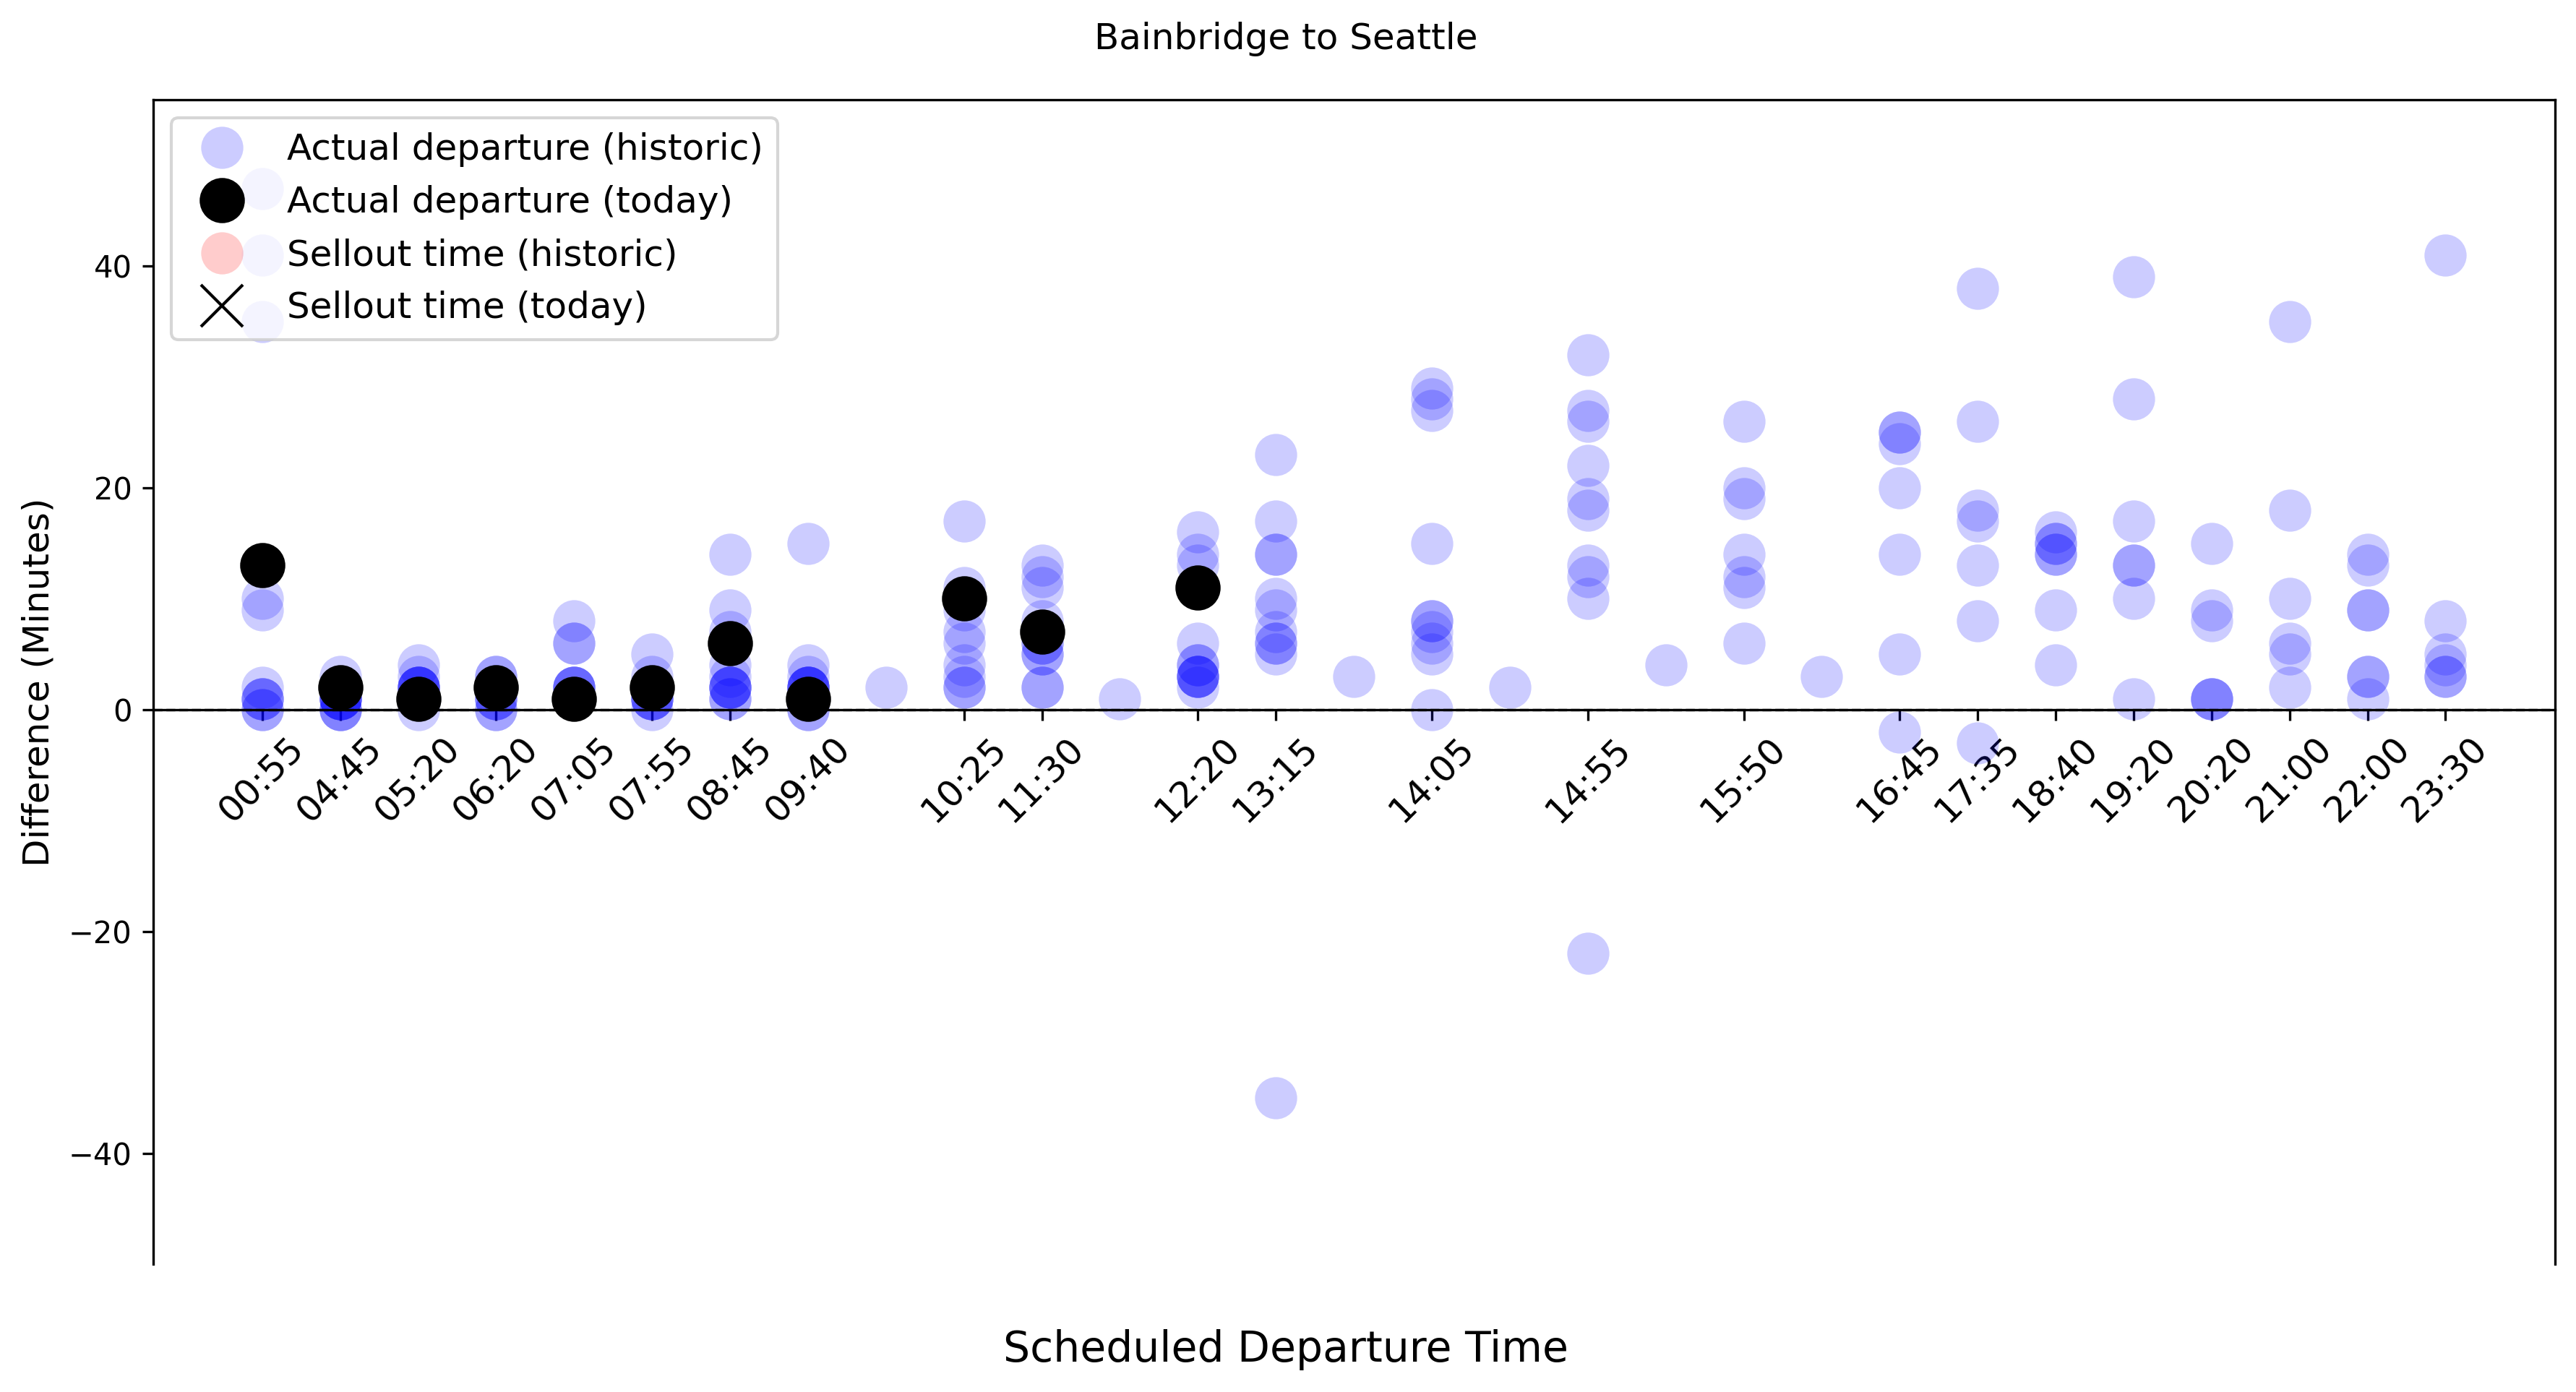 Bainbridge to Seattle
Actual departure (historic)
Actual departure (today)
Sellout time (historic)
Sellout time (today)
Difference (Minutes)
40
20
0
−20
−40
00:55 04:45 05:20 06:20 07:05 07:55 08:45 09:40 10:25 11:30 12:20 13:15 14:05 14:55 15:50 16:45 17:35 18:40 19:20 20:20 21:00 22:00 23:30
Scheduled Departure Time